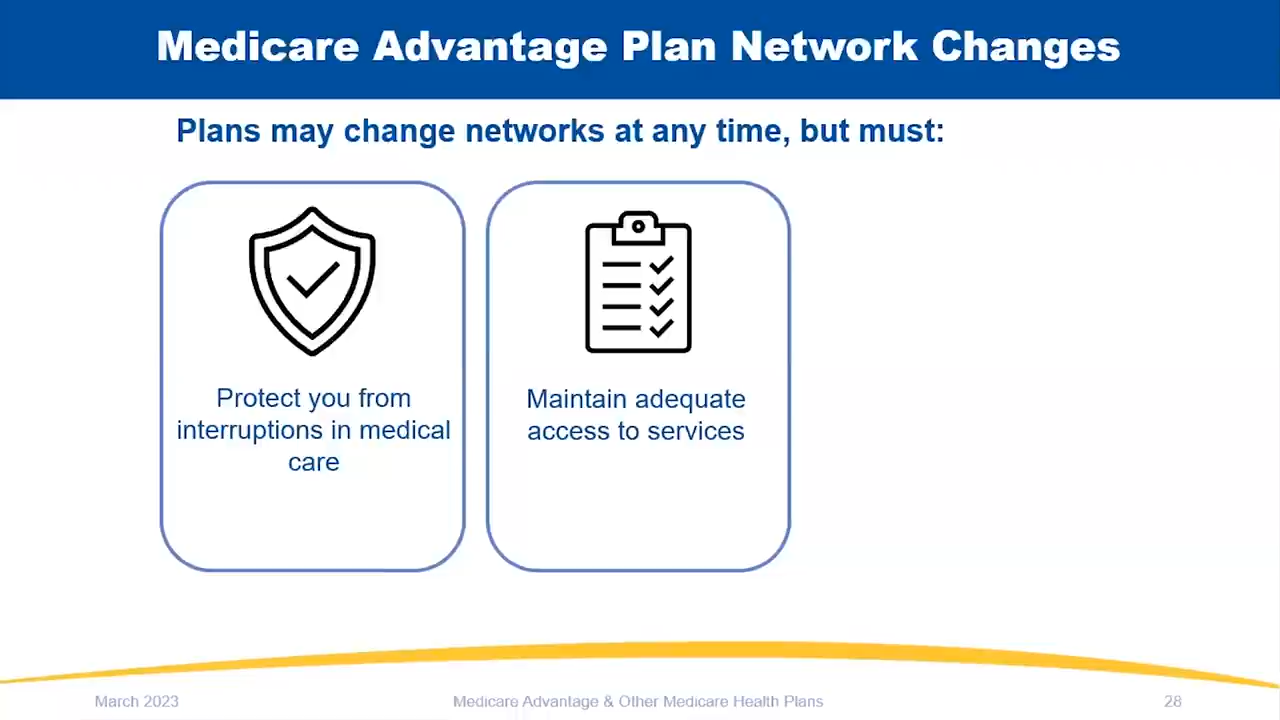 Medicare Advantage Plan Network Changes
Plans may change networks at any time, but must:
Protect you from
interruptions in medical
care
Maintain adequate
access to services
March 2023
Medicare Advantage & Other Medicare Health Plans
28